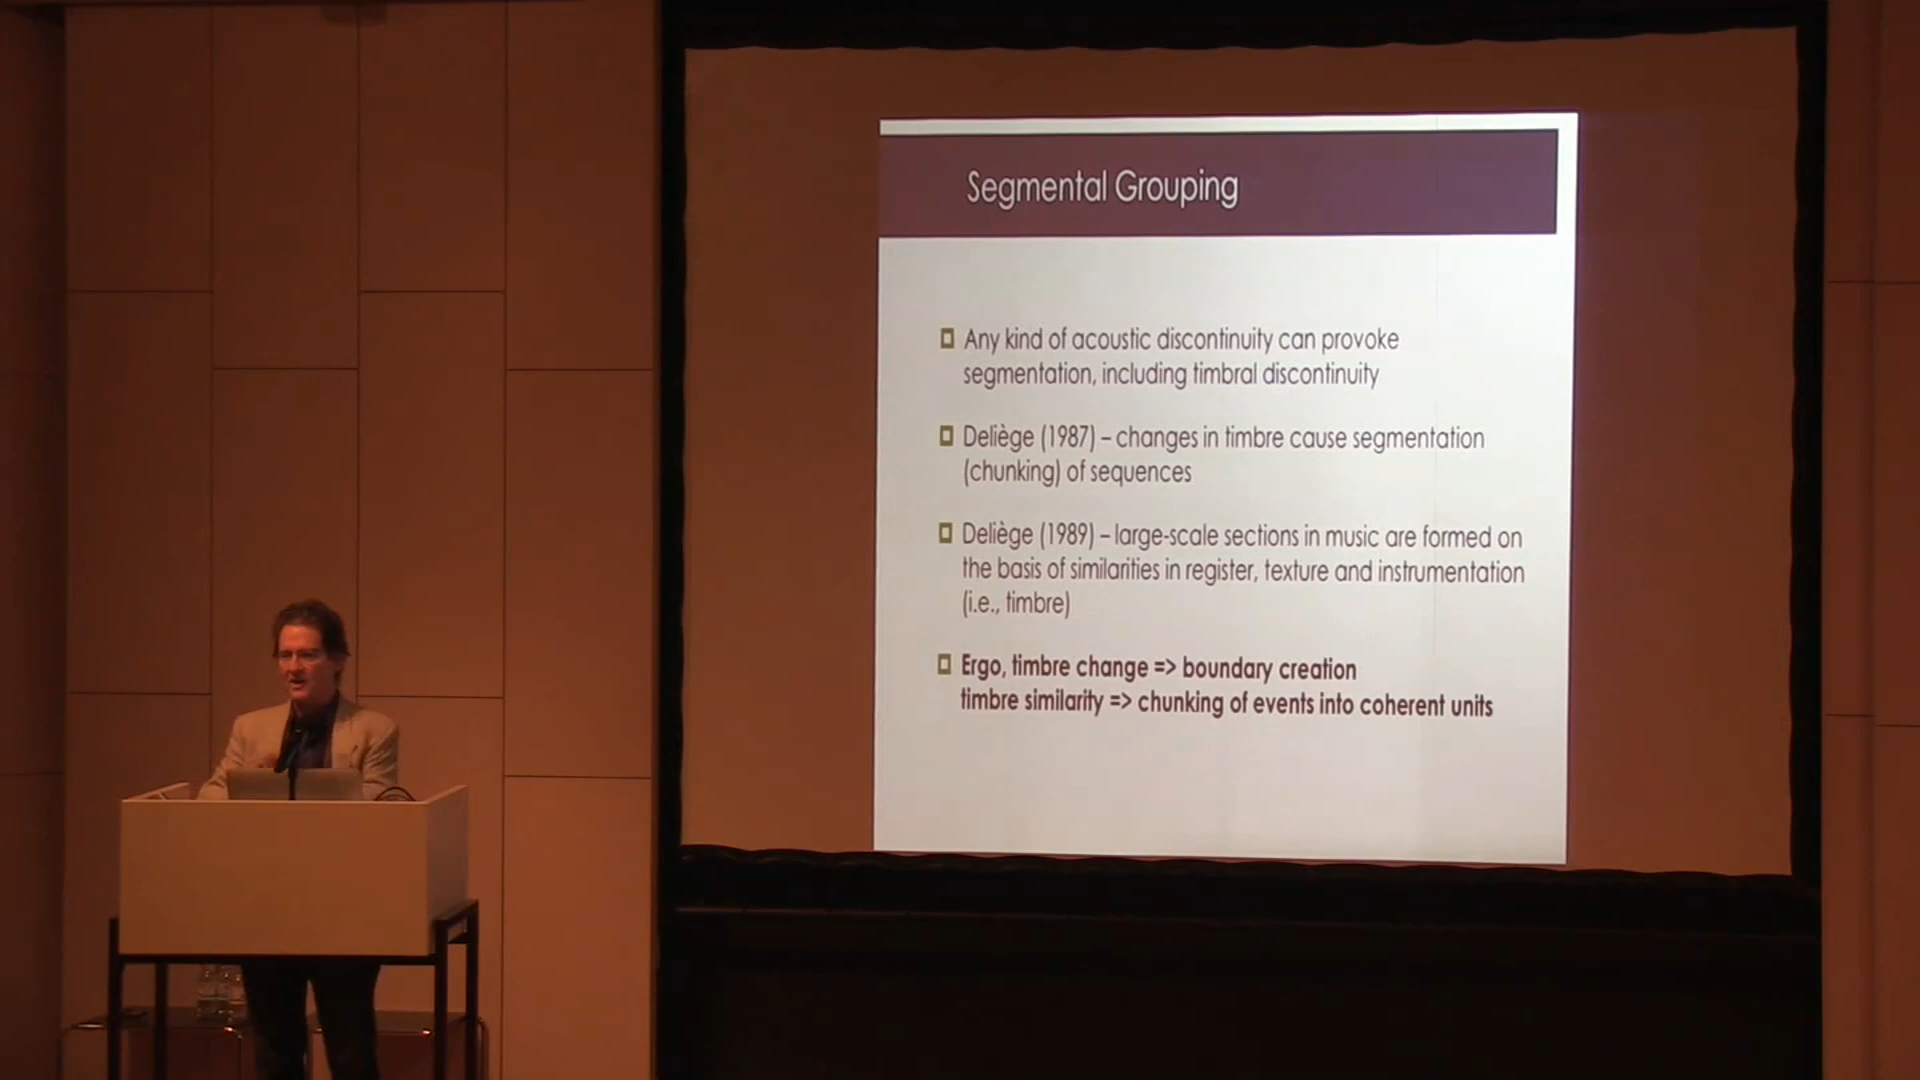 Segmental Grouping
Any kind of acoustic discontinuity can provoke
segmentation, including timbral discontinuity
Deliège (1987) – changes in timbre cause segmentation
(chunking) of sequences
Deliège (1989) – large-scale sections in music are formed on
the basis of similarities in register, texture and instrumentation
(i.e., timbre)
Ergo, timbre change => boundary creation
timbre similarity => chunking of events into coherent units